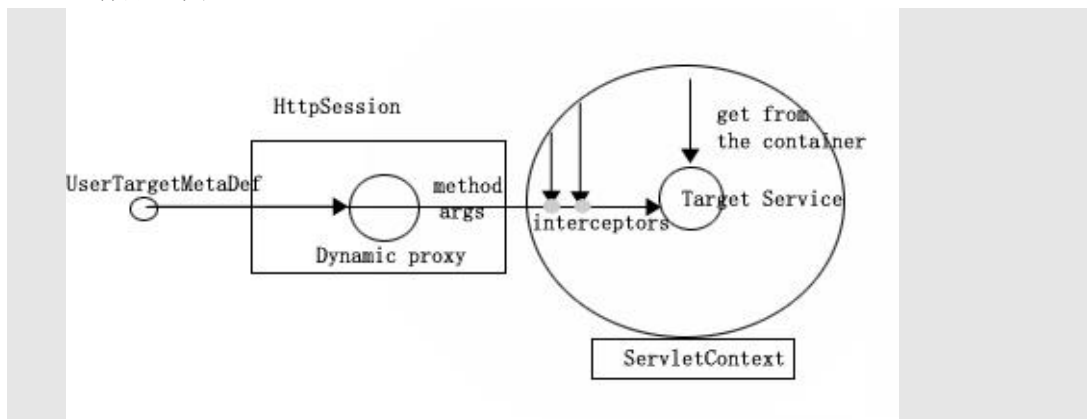 HttpSession
get from
the container
UserTargetMetaDef
method
args
Target Service
interceptors
Dynamic proxy
ServletContext